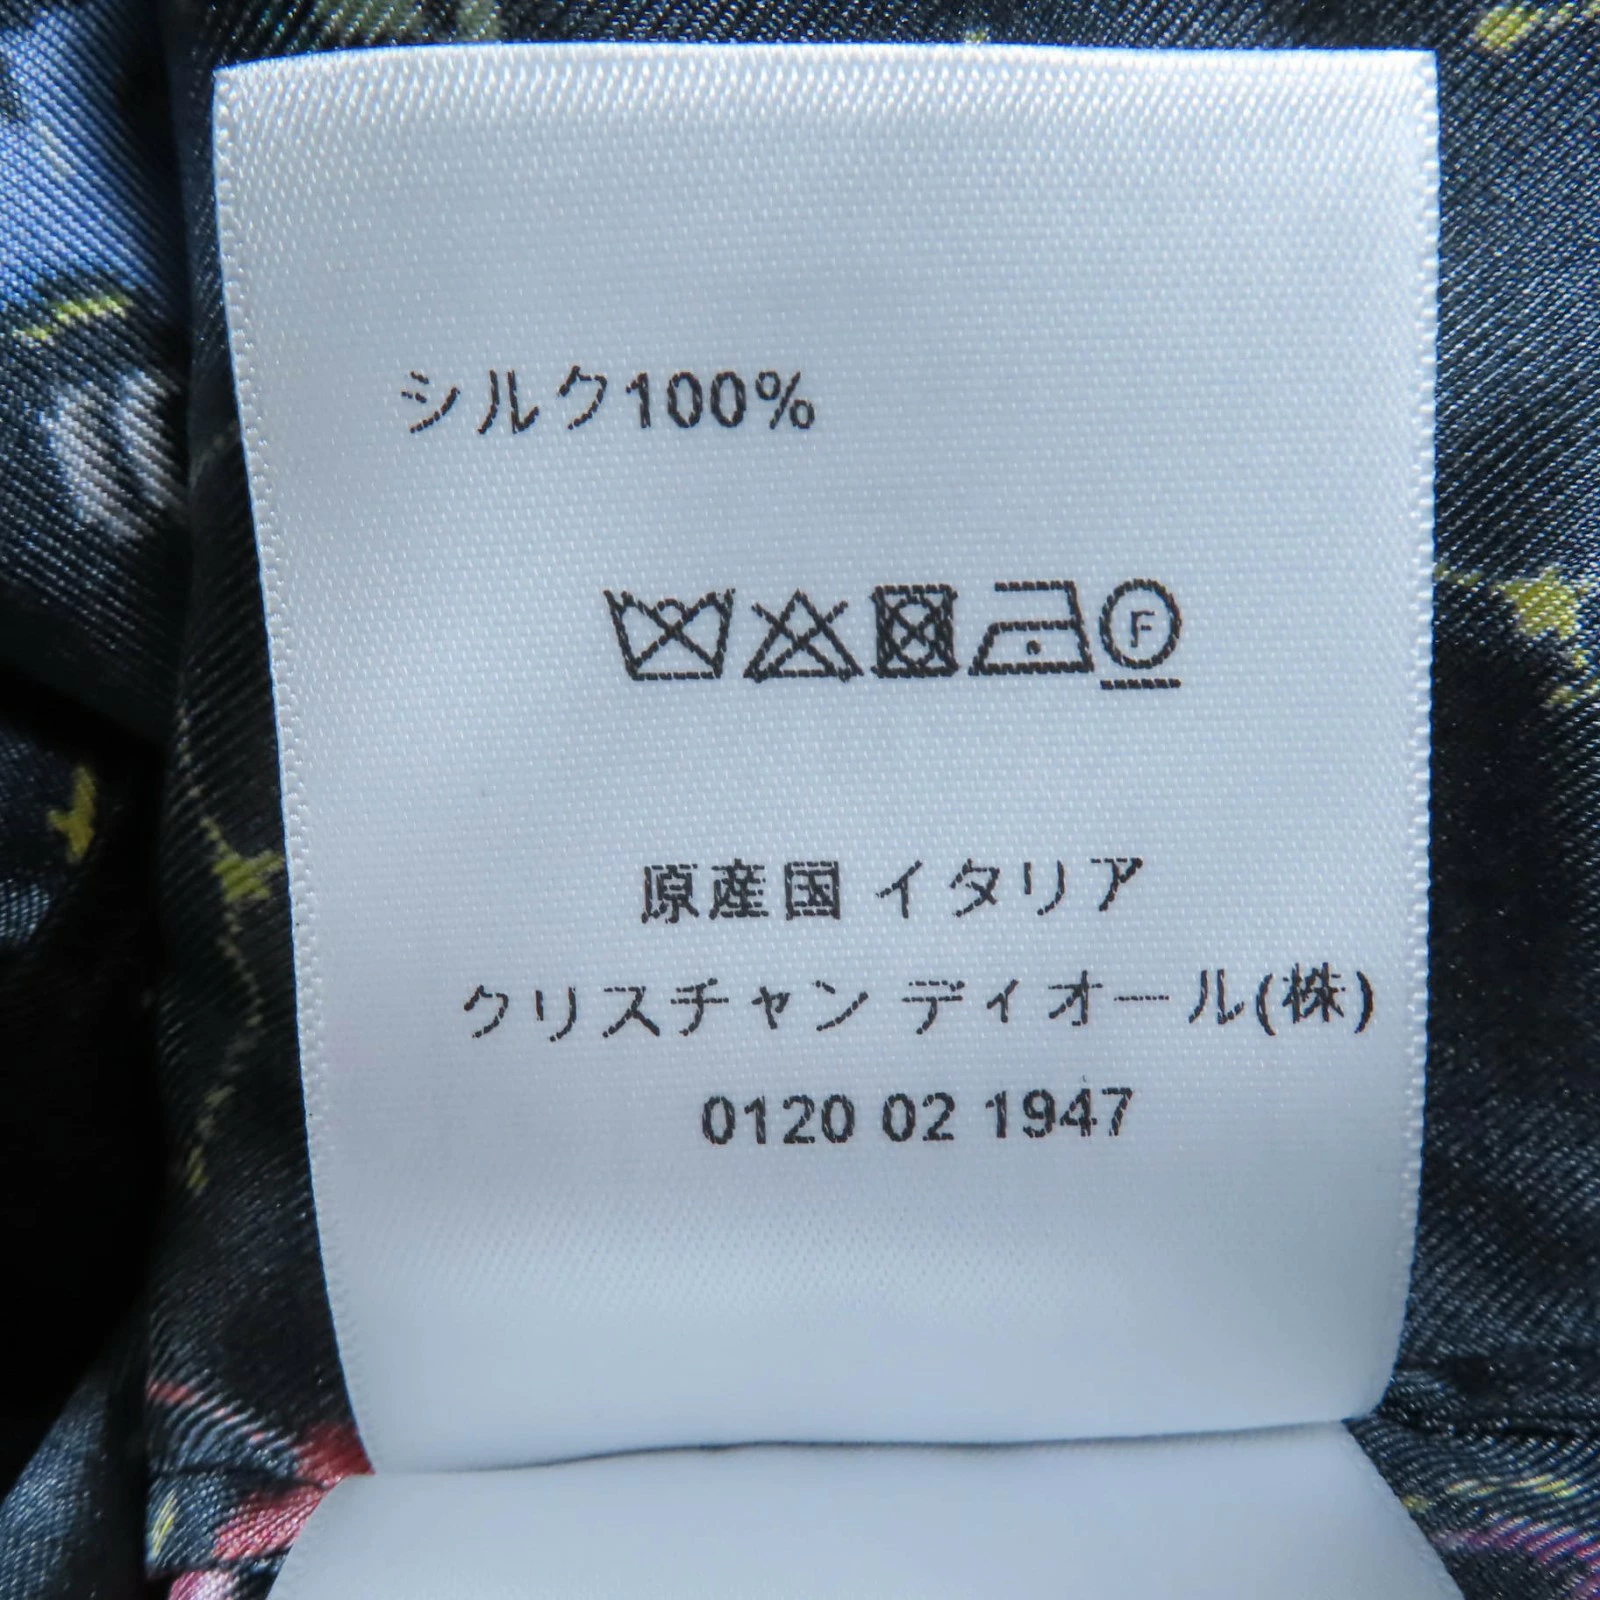 シルク100%
F
原産国 イタリア
クリスチャン ディオール(株)
0120 02 1947